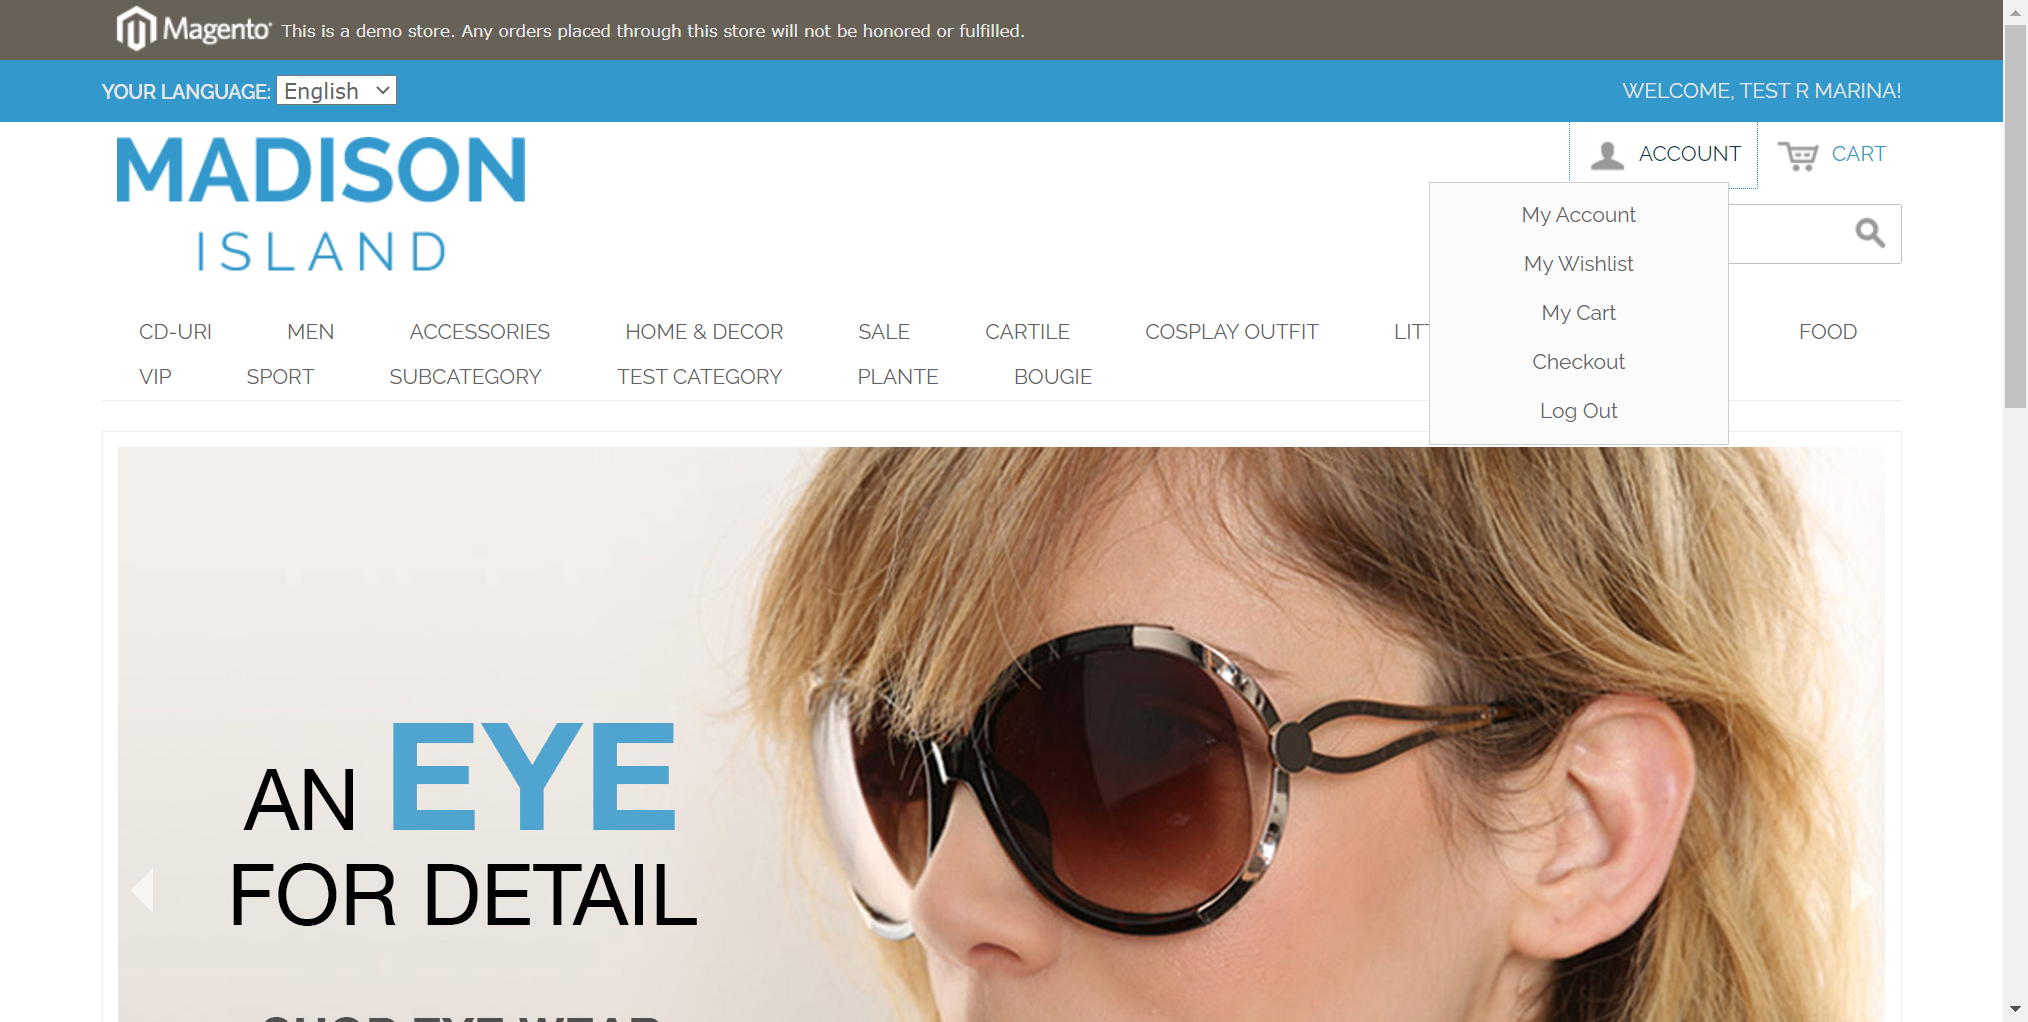 Magento This is a demo store. Any orders placed through this store will not be honored or fulfilled.
YOUR LANGUAGE: English
WELCOME, TEST R MARINA!
MADISON
ISLAND
ACCOUNT
CART
My Account
My Wishlist
My Cart
Checkout
Log Out
CD-URI MEN ACCESSORIES HOME & DECOR SALE CARTILE COSPLAY OUTFIT FOOD
VIP SPORT SUBCATEGORY TEST CATEGORY PLANTE BOUGIE
AN EYE
FOR DETAIL
SHOP EYE WEAR